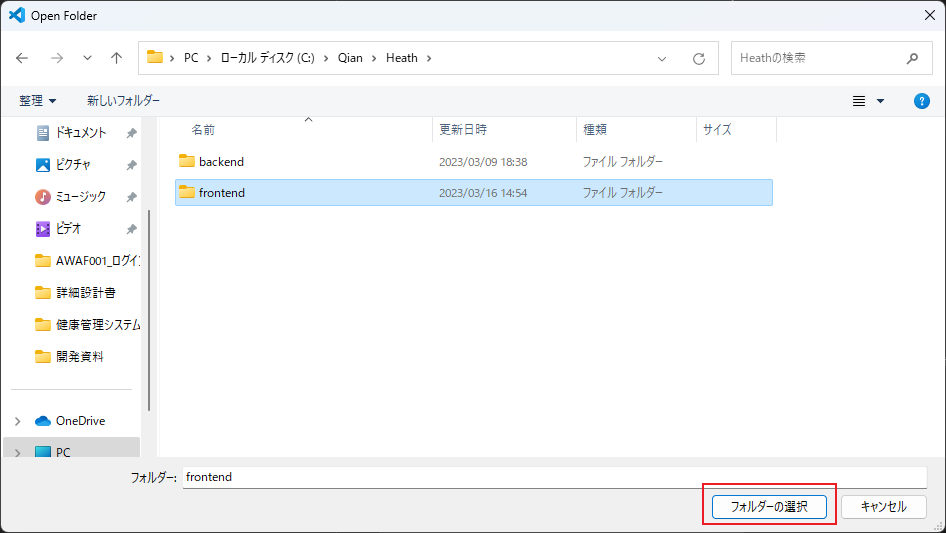 Open Folder
PC > ローカル ディスク (C:) > Qian > Heath >
Heathの検索
整理
新しいフォルダー
名前
更新日時
種類
サイズ
ドキュメント
ピクチャ
ミュージック
ビデオ
AWAF001_ログイン
詳細設計書
健康管理システム
開発資料
OneDrive
PC
backend 2023/03/09 18:38 ファイル フォルダー
frontend 2023/03/16 14:54 ファイル フォルダー
フォルダー: frontend
フォルダーの選択
キャンセル